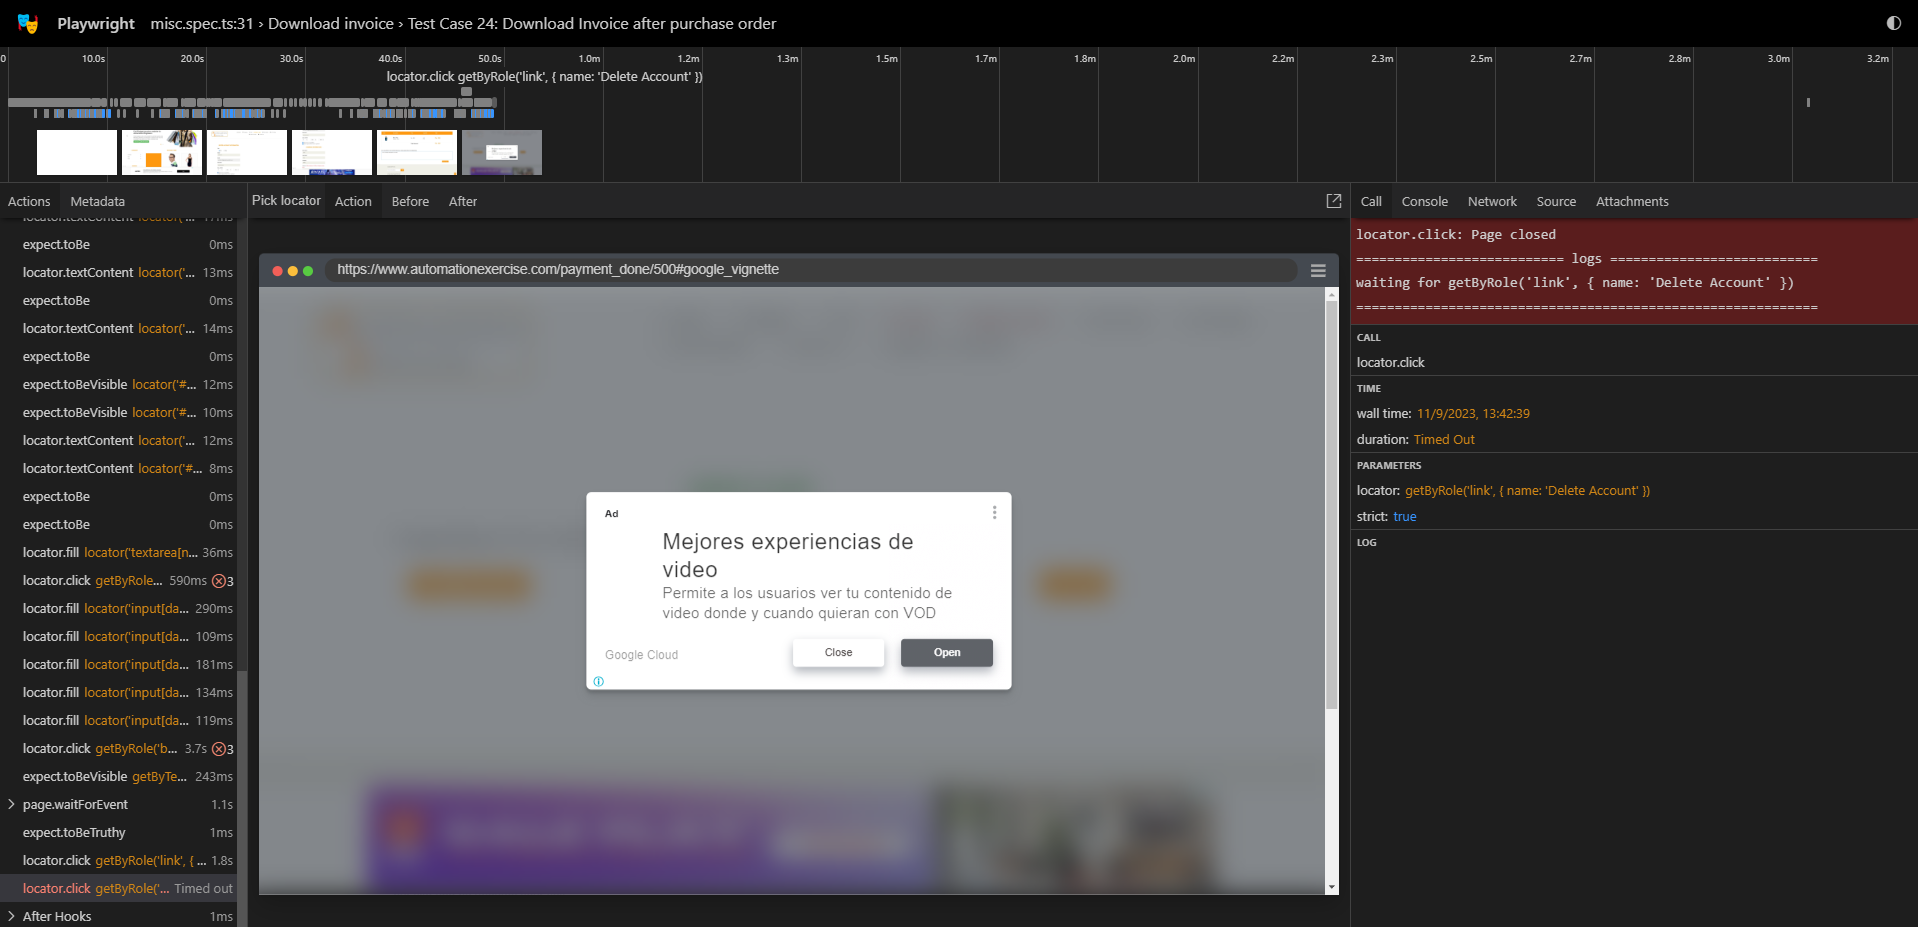 Playwright misc.spec.ts:31 › Download invoice › Test Case 24: Download Invoice after purchase order
0 10.0s 20.0s 30.0s 40.0s 50.0s 1.0m 1.2m 1.3m 1.5m 1.7m 1.8m 2.0m 2.2m 2.3m 2.5m 2.7m 2.8m 3.0m 3.2m
locator.click getByRole('link', { name: 'Delete Account' })
Actions Metadata
locator.textContent locator('... 17ms
expect.toBe 0ms
locator.textContent locator('... 13ms
expect.toBe 0ms
locator.textContent locator('... 14ms
expect.toBe 0ms
expect.toBeVisible locator('#... 12ms
expect.toBeVisible locator('#... 10ms
locator.textContent locator('... 12ms
locator.textContent locator('#... 8ms
expect.toBe 0ms
expect.toBe 0ms
locator.fill locator('textarea[n... 36ms
locator.click getByRole... 590ms 3
locator.fill locator('input[da... 290ms
locator.fill locator('input[da... 109ms
locator.fill locator('input[da... 181ms
locator.fill locator('input[da... 134ms
locator.fill locator('input[da... 119ms
locator.click getByRole('b... 3.7s 3
expect.toBeVisible getByTe... 243ms
page.waitForEvent 1.1s
expect.toBeTruthy 1ms
locator.click getByRole('link', { ... 1.8s
locator.click getByRole('... Timed out
After Hooks 1ms
Pick locator Action Before After
https://www.automationexercise.com/payment_done/500#google_vignette
Ad
Mejores experiencias de
video
Permite a los usuarios ver tu contenido de
video donde y cuando quieran con VOD
Google Cloud Close Open
Call Console Network Source Attachments
locator.click: Page closed
=========================== logs ===========================
waiting for getByRole('link', { name: 'Delete Account' })
============================================================
CALL
locator.click
TIME
wall time: 11/9/2023, 13:42:39
duration: Timed Out
PARAMETERS
locator: getByRole('link', { name: 'Delete Account' })
strict: true
LOG